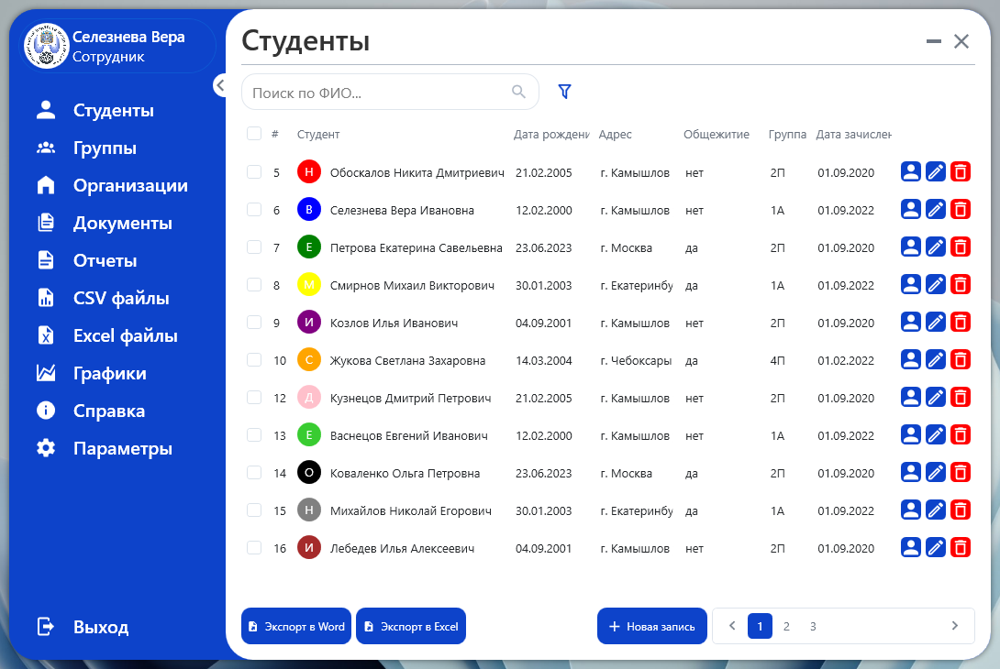 Селезнева Вера
Сотрудник
Студенты
Группы
Организации
Документы
Отчеты
CSV файлы
Excel файлы
Графики
Справка
Параметры
Выход
Студенты
Поиск по ФИО...
# Студент Дата рождени Адрес Общежитие Группа Дата зачислен
5 Н Обоскалов Никита Дмитриевич 21.02.2005 г. Камышлов нет 2П 01.09.2020
6 В Селезнева Вера Ивановна 12.02.2000 г. Камышлов нет 1А 01.09.2022
7 Е Петрова Екатерина Савельевна 23.06.2023 г. Москва да 2П 01.09.2020
8 М Смирнов Михаил Викторович 30.01.2003 г. Екатеринбу да 1А 01.09.2022
9 И Козлов Илья Иванович 04.09.2001 г. Камышлов нет 2П 01.09.2020
10 С Жукова Светлана Захаровна 14.03.2004 г. Чебоксары да 4П 01.02.2022
12 Д Кузнецов Дмитрий Петрович 21.02.2005 г. Камышлов нет 2П 01.09.2020
13 Е Васнецов Евгений Иванович 12.02.2000 г. Камышлов нет 1А 01.09.2022
14 О Коваленко Ольга Петровна 23.06.2023 г. Москва да 2П 01.09.2020
15 Н Михайлов Николай Егорович 30.01.2003 г. Екатеринбу да 1А 01.09.2022
16 И Лебедев Илья Алексеевич 04.09.2001 г. Камышлов нет 2П 01.09.2020
Экспорт в Word Экспорт в Excel Новая запись 1 2 3